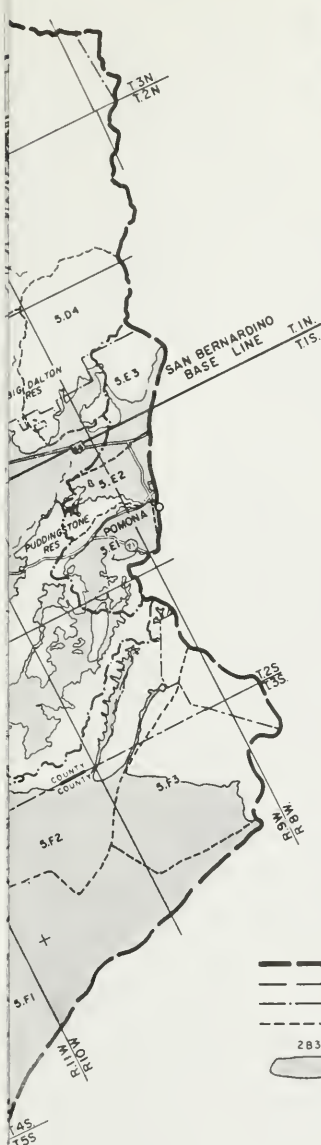 T.3N
T.2N
5.D4
BIG DALTON
RES
5.E3
SAN BERNARDINO
BASE LINE
T.1N.
T.1S.
5.E2
PUDDINGSTONE
RES
POMONA
5.E1
71
T.2S
T.3S.
COUNTY
COUNTY
5.F3
5.F2
R.9W.
R.8W.
5.F1
R.11W
R.10W
2B3
T.4S.
T.5S